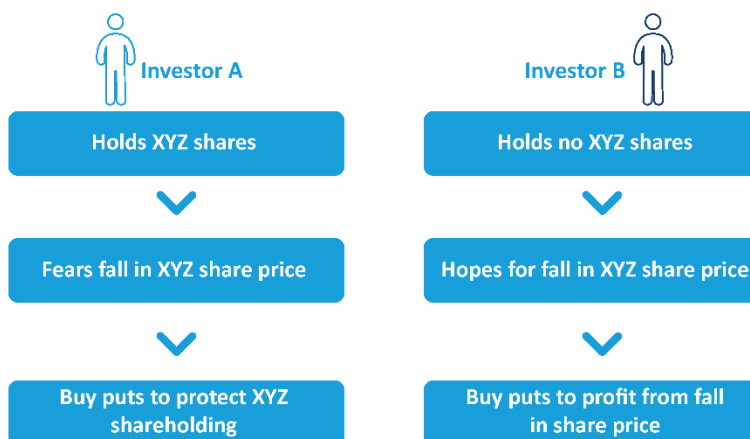 Investor A
Holds XYZ shares
Fears fall in XYZ share price
Buy puts to protect XYZ
shareholding
Investor B
Holds no XYZ shares
Hopes for fall in XYZ share price
Buy puts to profit from fall
in share price